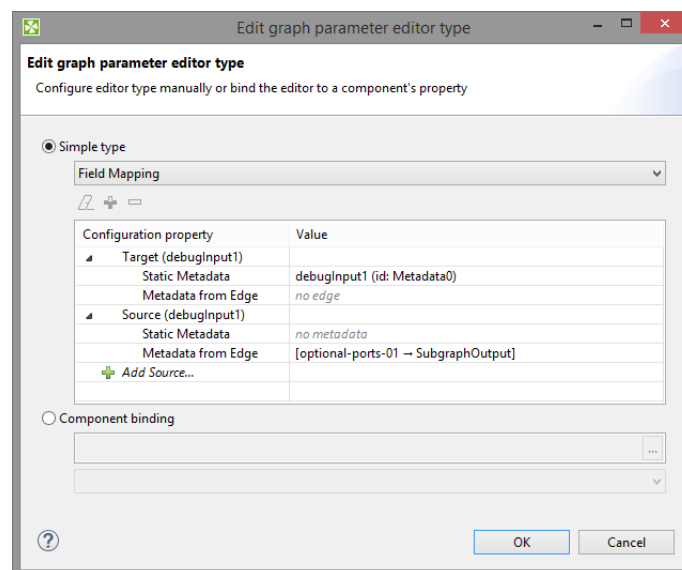 Edit graph parameter editor type
Edit graph parameter editor type
Configure editor type manually or bind the editor to a component's property
Simple type
Field Mapping
Configuration property Value
Target (debugInput1)
Static Metadata debugInput1 (id: Metadata0)
Metadata from Edge no edge
Source (debugInput1)
Static Metadata no metadata
Metadata from Edge [optional-ports-01 → SubgraphOutput]
Add Source...
Component binding
...
OK Cancel